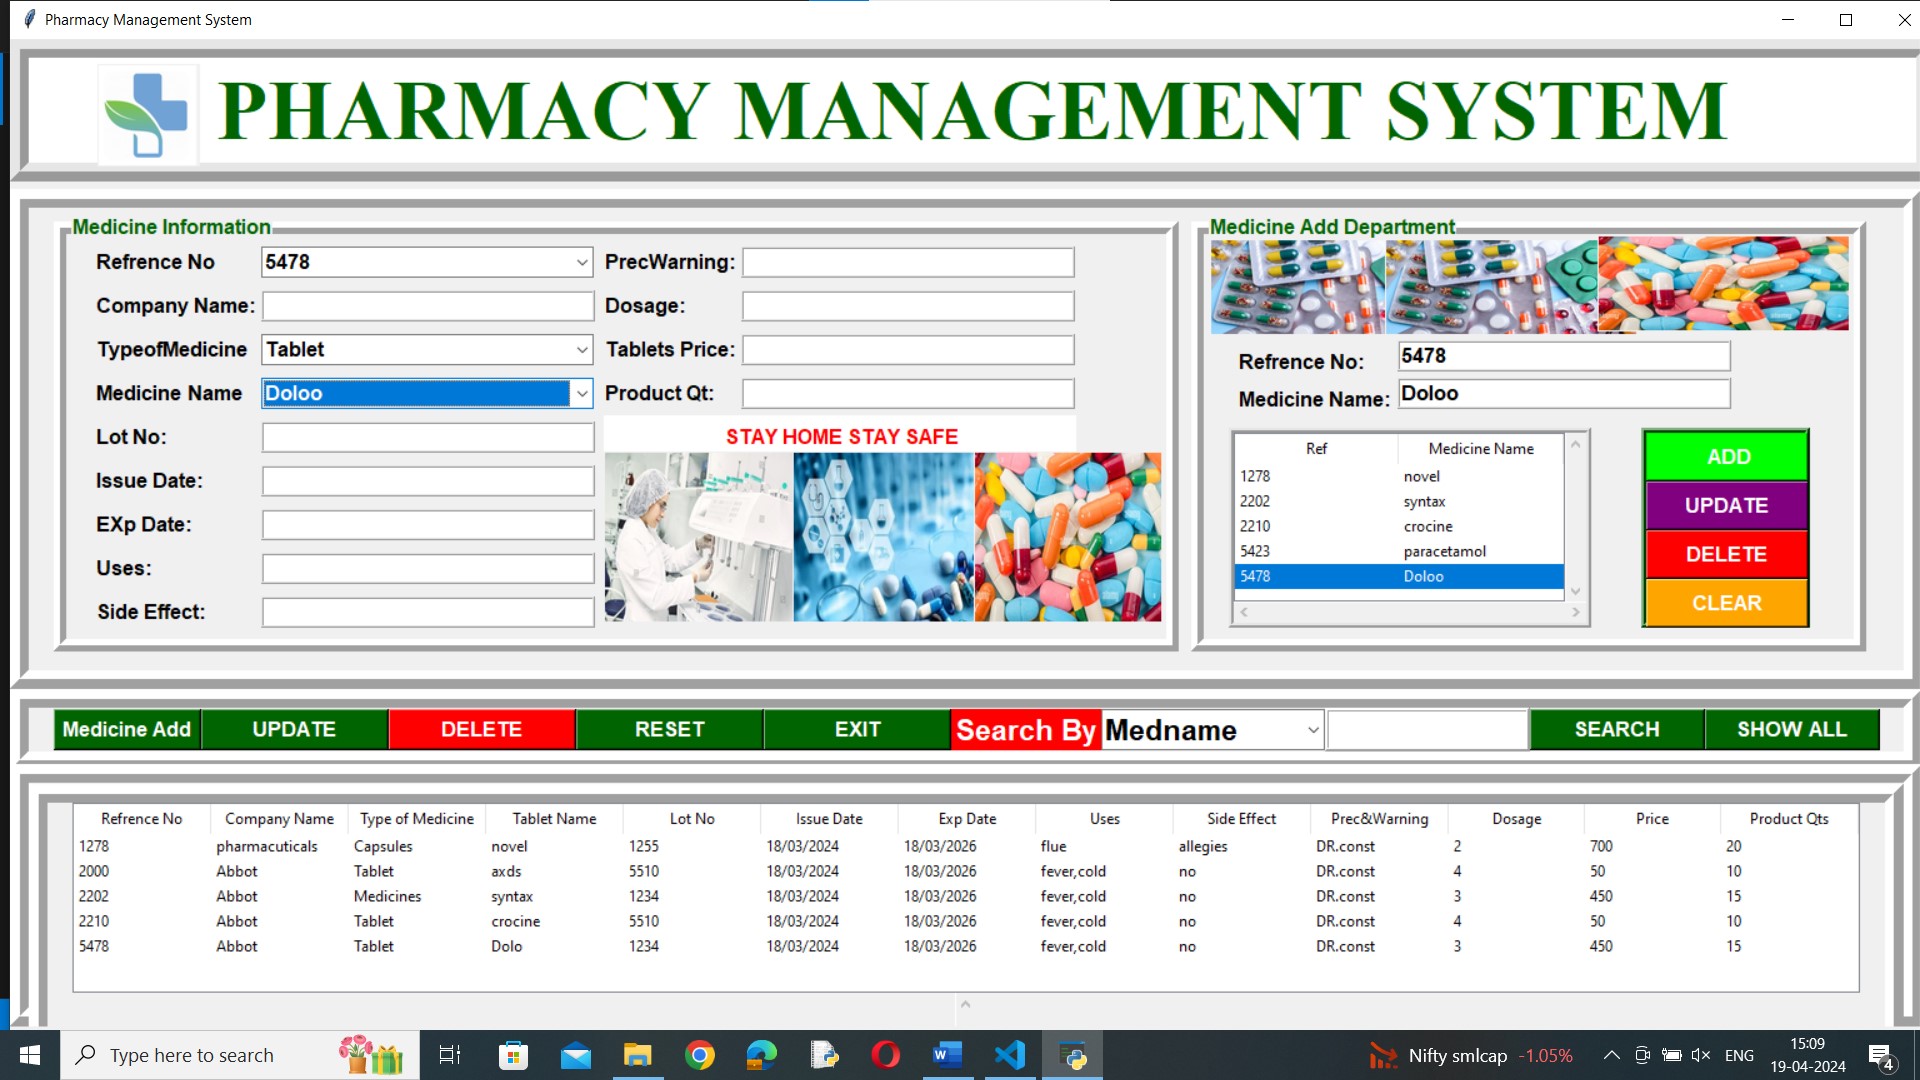 Pharmacy Management System
PHARMACY MANAGEMENT SYSTEM
Medicine Information
Refrence No 5478 PrecWarning:
Company Name: Dosage:
TypeofMedicine Tablet Tablets Price:
Medicine Name Doloo Product Qt:
Lot No:
STAY HOME STAY SAFE
Issue Date:
EXp Date:
Uses:
Side Effect:
Medicine Add Department
Refrence No: 5478
Medicine Name: Doloo
Ref Medicine Name
1278 novel
2202 syntax
2210 crocine
5423 paracetamol
5478 Doloo
ADD
UPDATE
DELETE
CLEAR
Medicine Add UPDATE DELETE RESET EXIT Search By Medname SEARCH SHOW ALL
Refrence No Company Name Type of Medicine Tablet Name Lot No Issue Date Exp Date Uses Side Effect Prec&Warning Dosage Price Product Qts
1278 pharmacuticals Capsules novel 1255 18/03/2024 18/03/2026 flue allegies DR.const 2 700 20
2000 Abbot Tablet axds 5510 18/03/2024 18/03/2026 fever,cold no DR.const 4 50 10
2202 Abbot Medicines syntax 1234 18/03/2024 18/03/2026 fever,cold no DR.const 3 450 15
2210 Abbot Tablet crocine 5510 18/03/2024 18/03/2026 fever,cold no DR.const 4 50 10
5478 Abbot Tablet Dolo 1234 18/03/2024 18/03/2026 fever,cold no DR.const 3 450 15
Type here to search
Nifty smlcap -1.05%
ENG
15:09
19-04-2024
4